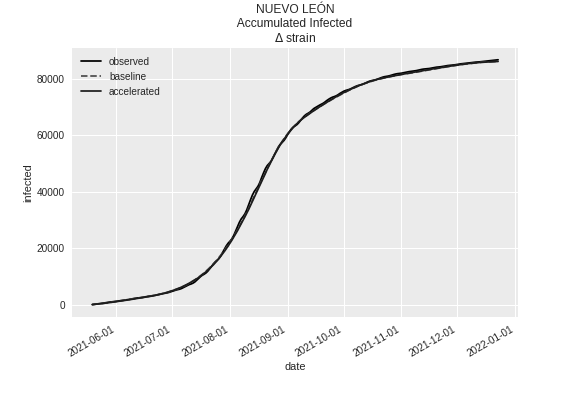 NUEVO LEÓN
Accumulated Infected
Δ strain
observed
baseline
accelerated
infected
80000
60000
40000
20000
0
2021-06-01
2021-07-01
2021-08-01
2021-09-01
2021-10-01
2021-11-01
2021-12-01
2022-01-01
date